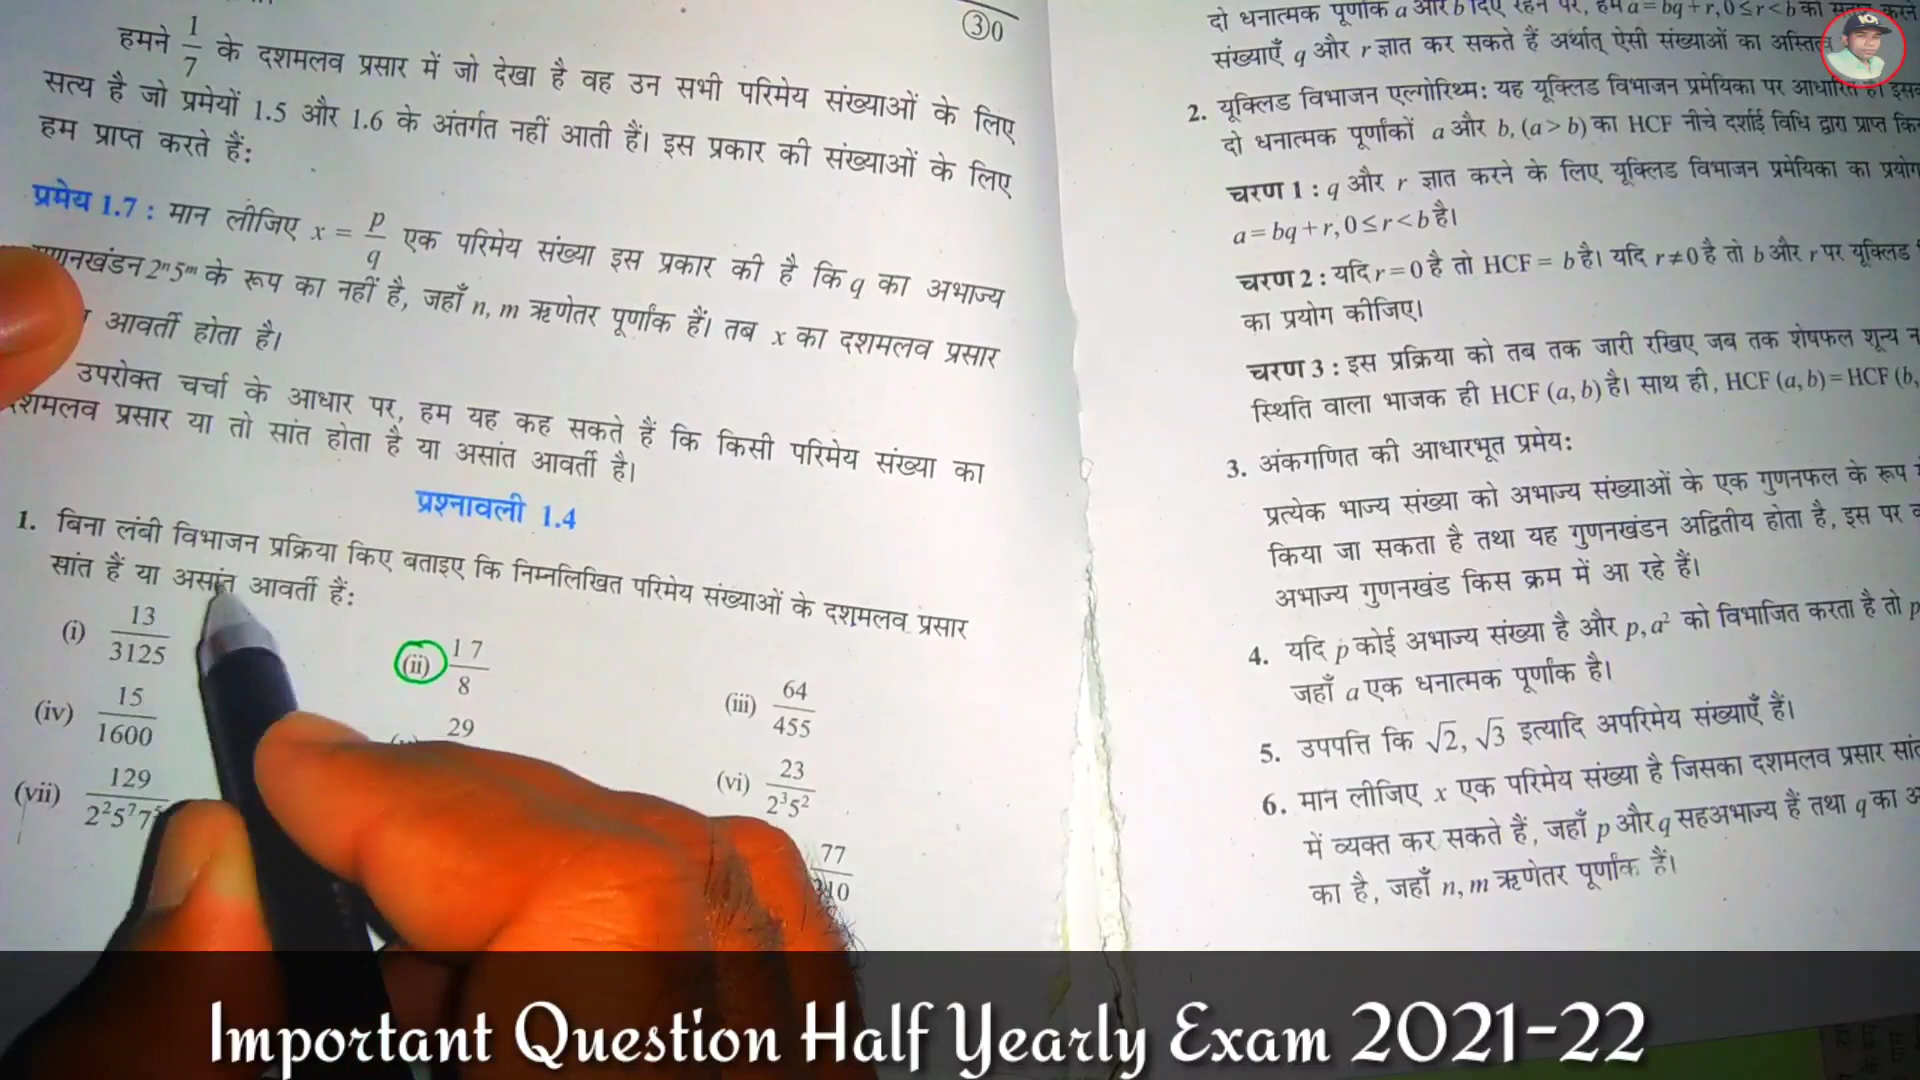 ③0
हमने 1/7 के दशमलव प्रसार में जो देखा है वह उन सभी परिमेय संख्याओं के लिए
सत्य है जो प्रमेयों 1.5 और 1.6 के अंतर्गत नहीं आती हैं। इस प्रकार की संख्याओं के लिए
हम प्राप्त करते हैं:
प्रमेय 1.7 : मान लीजिए x = p/q एक परिमेय संख्या इस प्रकार की है कि q का अभाज्य
2ⁿ5ᵐ के रूप का नहीं है, जहाँ n, m ऋणेतर पूर्णांक हैं। तब x का दशमलव प्रसार
आवर्ती होता है।
उपरोक्त चर्चा के आधार पर, हम यह कह सकते हैं कि किसी परिमेय संख्या का
दशमलव प्रसार या तो सांत होता है या असांत आवर्ती है।
प्रश्नावली 1.4
1. बिना लंबी विभाजन प्रक्रिया किए बताइए कि निम्नलिखित परिमेय संख्याओं के दशमलव प्रसार
सांत हैं या असांत आवर्ती हैं:
(i) 13/3125 (ii) 17/8 (iii) 64/455
(iv) 15/1600 29 (vi) 23/2³5²
(vii) 129/2²5⁷7⁵ 77
दो धनात्मक पूर्णांक a और b दिए रहने पर, हम a = bq + r, 0 ≤ r < b को
संख्याएँ q और r ज्ञात कर सकते हैं अर्थात् ऐसी संख्याओं का
2. यूक्लिड विभाजन एल्गोरिथ्म: यह यूक्लिड विभाजन प्रमेयिका पर आधारित है।
दो धनात्मक पूर्णांकों a और b, (a > b) का HCF नीचे दर्शाई विधि द्वारा प्राप्त
चरण 1 : q और r ज्ञात करने के लिए यूक्लिड विभाजन प्रमेयिका का प्रयोग
a = bq + r, 0 ≤ r < b है।
चरण 2 : यदि r = 0 है तो HCF = b है। यदि r ≠ 0 है तो b और r पर यूक्लिड
का प्रयोग कीजिए।
चरण 3 : इस प्रक्रिया को तब तक जारी रखिए जब तक शेषफल शून्य न
स्थिति वाला भाजक ही HCF (a, b) है। साथ ही, HCF (a, b) = HCF (b,
3. अंकगणित की आधारभूत प्रमेय:
प्रत्येक भाज्य संख्या को अभाज्य संख्याओं के एक गुणनफल के रूप
किया जा सकता है तथा यह गुणनखंडन अद्वितीय होता है, इस पर
अभाज्य गुणनखंड किस क्रम में आ रहे हैं।
4. यदि p कोई अभाज्य संख्या है और p, a² को विभाजित करता है तो p
जहाँ a एक धनात्मक पूर्णांक है।
5. उपपत्ति कि √2, √3 इत्यादि अपरिमेय संख्याएँ हैं।
6. मान लीजिए x एक परिमेय संख्या है जिसका दशमलव प्रसार
में व्यक्त कर सकते हैं, जहाँ p और q सहअभाज्य हैं तथा q का
का है, जहाँ n, m ऋणेतर पूर्णांक हैं।
Important Question Half Yearly Exam 2021-22